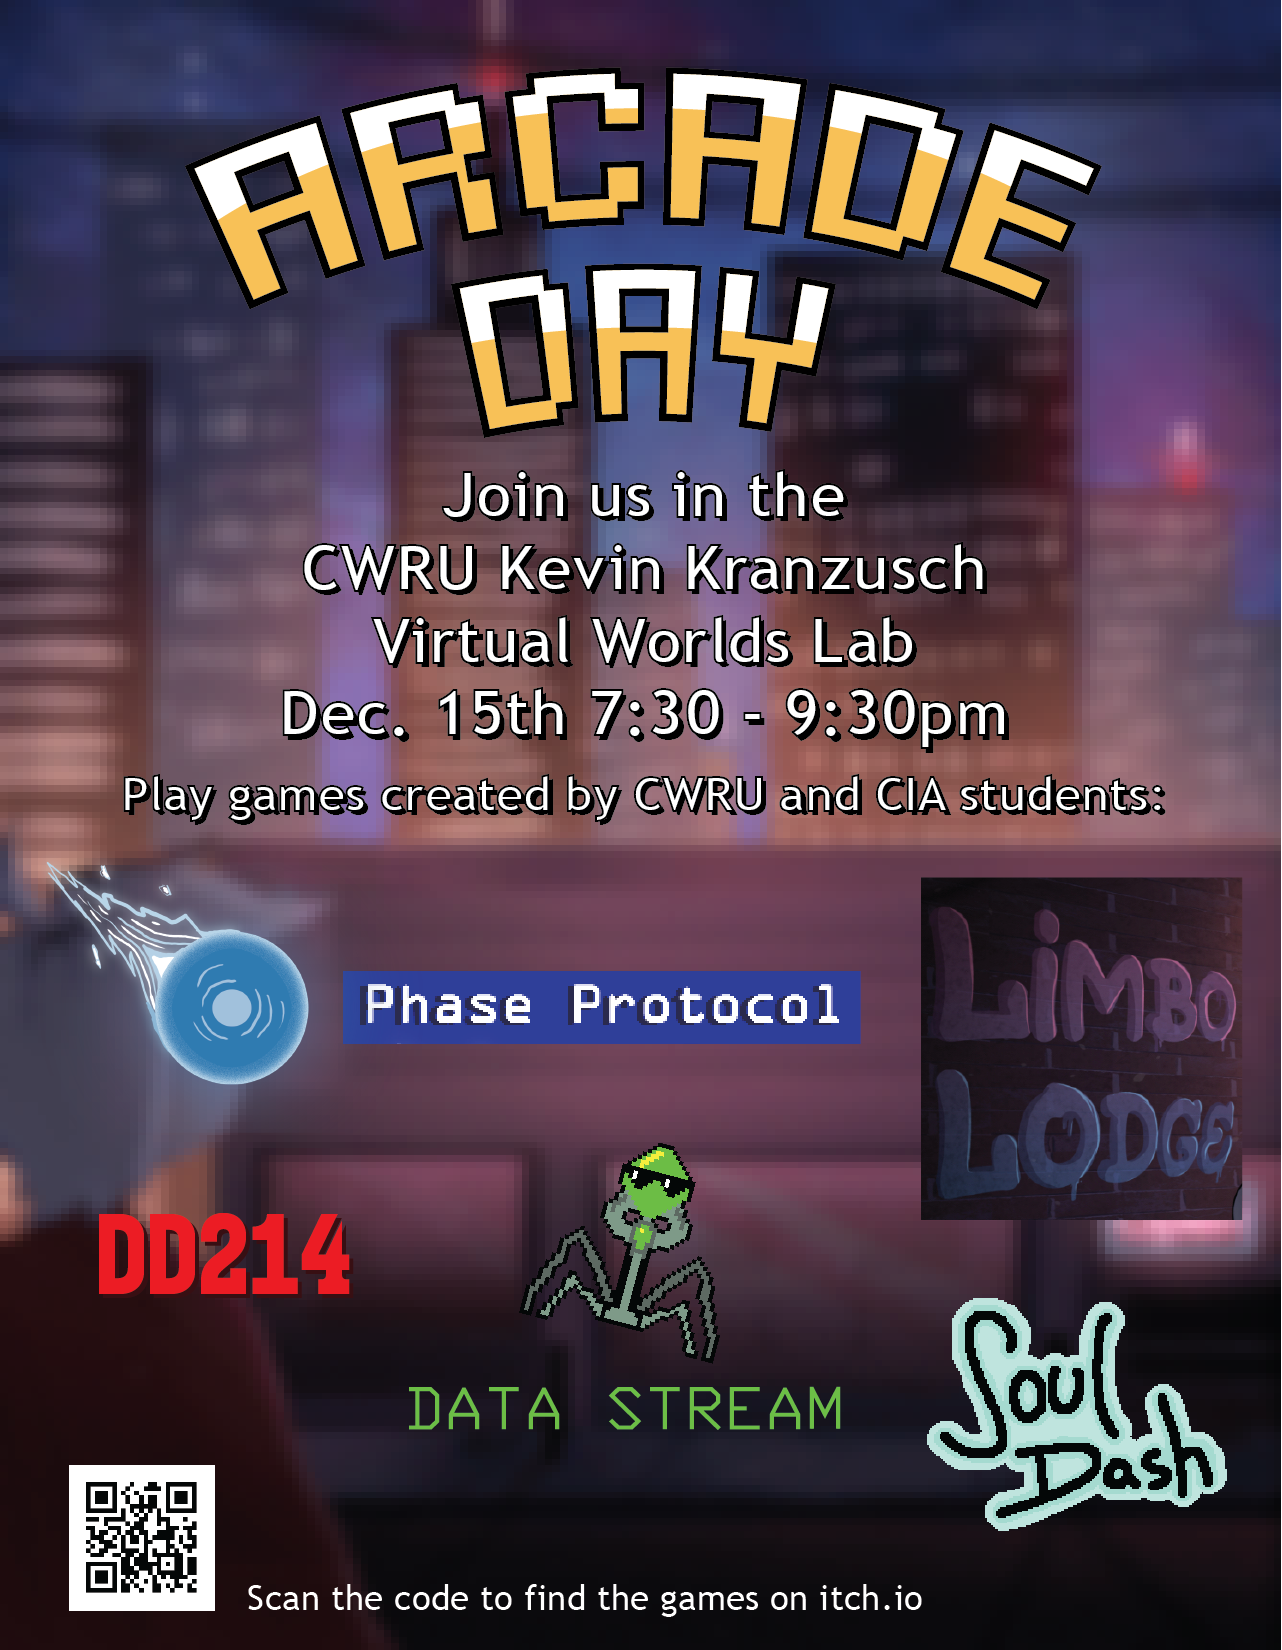 ARCADE
DAY
Join us in the
CWRU Kevin Kranzusch
Virtual Worlds Lab
Dec. 15th 7:30 - 9:30pm
Play games created by CWRU and CIA students:
Phase Protocol
LiMBO
LODGE
DD214
DATA STREAM
Soul
Dash
Scan the code to find the games on itch.io